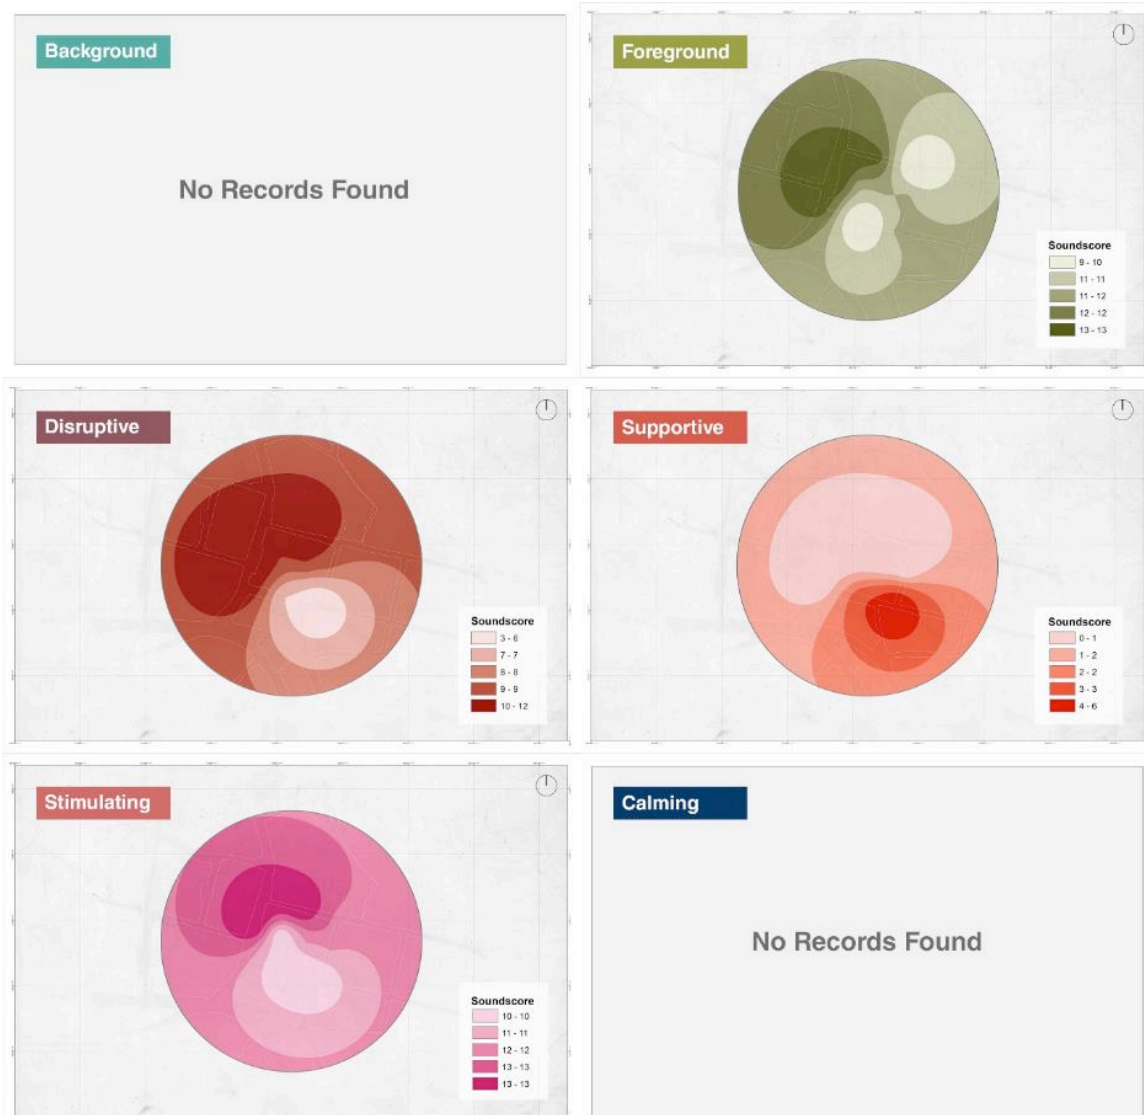 Background
No Records Found
Foreground
Soundscore
9 - 10
11 - 11
11 - 12
12 - 12
13 - 13
Disruptive
Soundscore
3 - 6
7 - 7
8 - 8
9 - 9
10 - 12
Supportive
Soundscore
0 - 1
1 - 2
2 - 2
3 - 3
4 - 6
Stimulating
Soundscore
10 - 10
11 - 11
12 - 12
13 - 13
13 - 13
Calming
No Records Found